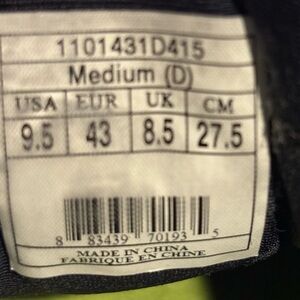 1101431D415
Medium (D)
USA EUR UK CM
9.5 43 8.5 27.5
8 83439 70193 5
MADE IN CHINA
FABRIQUE EN CHINE